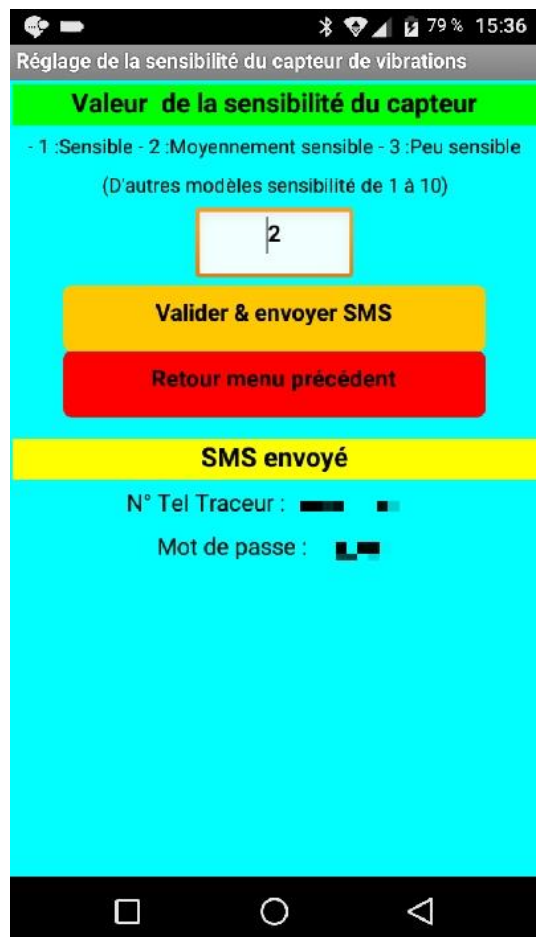 79 % 15:36
Réglage de la sensibilité du capteur de vibrations
Valeur de la sensibilité du capteur
- 1 :Sensible - 2 :Moyennement sensible - 3 :Peu sensible
(D'autres modèles sensibilité de 1 à 10)
2
Valider & envoyer SMS
Retour menu précédent
SMS envoyé
N° Tel Traceur :
Mot de passe :